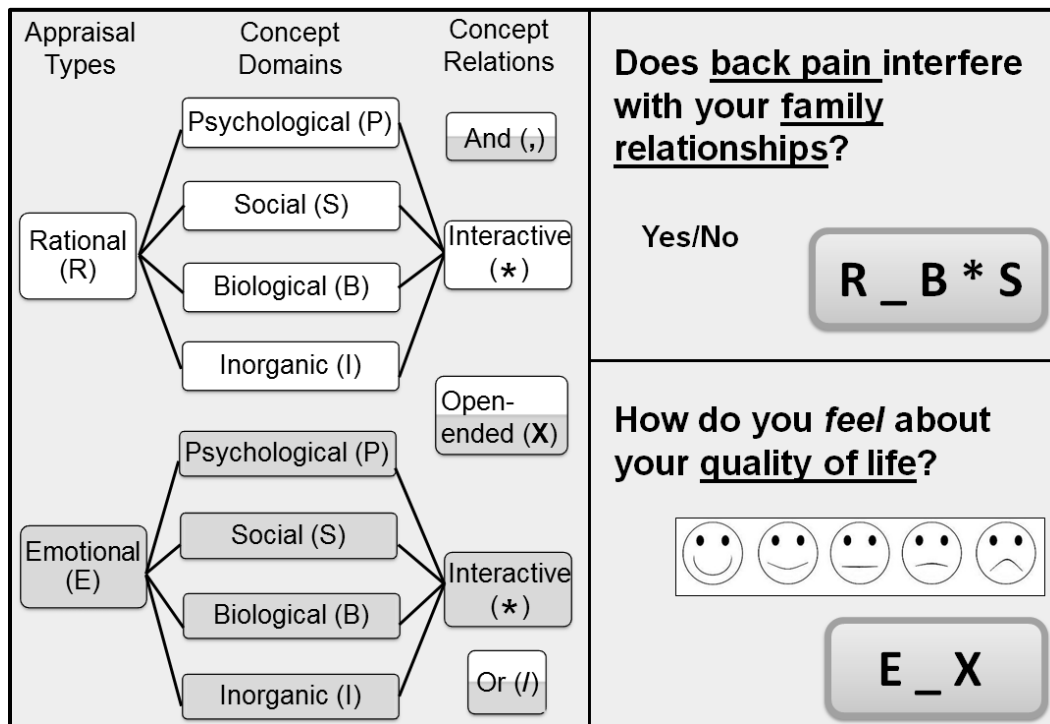 Appraisal
Types
Concept
Domains
Concept
Relations
Psychological (P)
And (,)
Social (S)
Rational
(R)
Interactive
(*)
Biological (B)
Inorganic (I)
Open-
ended (X)
Psychological (P)
Social (S)
Emotional
(E)
Interactive
(*)
Biological (B)
Inorganic (I)
Or (/)
Does back pain interfere
with your family
relationships?
Yes/No
R _ B * S
How do you feel about
your quality of life?
E _ X